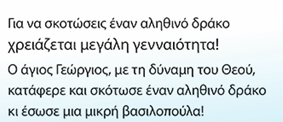 Για να σκοτώσεις έναν αληθινό δράκο
χρειάζεται μεγάλη γενναιότητα!
Ο άγιος Γεώργιος, με τη δύναμη του Θεού,
κατάφερε και σκότωσε έναν αληθινό δράκο
κι έσωσε μια μικρή βασιλοπούλα!